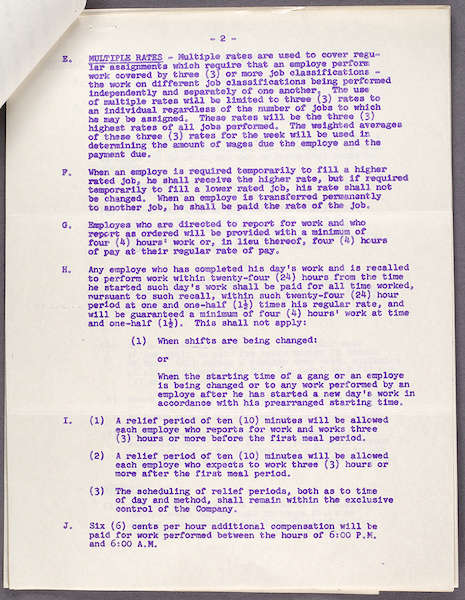 - 2 -
E. MULTIPLE RATES - Multiple rates are used to cover regu-
lar assignments which require that an employe perform
work covered by three (3) or more job classifications -
the work on different job classifications being performed
independently and separately of one another. The use
of multiple rates will be limited to three (3) rates to
an individual regardless of the number of jobs to which
he may be assigned. These rates will be the three (3)
highest rates of all jobs performed. The weighted averages
of these three (3) rates for the week will be used in
determining the amount of wages due the employe and the
payment due.
F. When an employe is required temporarily to fill a higher
rated job, he shall receive the higher rate, but if required
temporarily to fill a lower rated job, his rate shall not
be changed. When an employe is transferred permanently
to another job, he shall be paid the rate of the job.
G. Employes who are directed to report for work and who
report as ordered will be provided with a minimum of
four (4) hours' work or, in lieu thereof, four (4) hours
of pay at their regular rate of pay.
H. Any employe who has completed his day's work and is recalled
to perform work within twenty-four (24) hours from the time
he started such day's work shall be paid for all time worked,
pursuant to such recall, within such twenty-four (24) hour
period at one and one-half (1½) times his regular rate, and
will be guaranteed a minimum of four (4) hours' work at time
and one-half (1½). This shall not apply:
(1) When shifts are being changed:
or
When the starting time of a gang or an employe
is being changed or to any work performed by an
employe after he has started a new day's work in
accordance with his prearranged starting time.
I. (1) A relief period of ten (10) minutes will be allowed
each employe who reports for work and works three
(3) hours or more before the first meal period.
(2) A relief period of ten (10) minutes will be allowed
each employe who expects to work three (3) hours or
more after the first meal period.
(3) The scheduling of relief periods, both as to time
of day and method, shall remain within the exclusive
control of the Company.
J. Six (6) cents per hour additional compensation will be
paid for work performed between the hours of 6:00 P.M.
and 6:00 A.M.